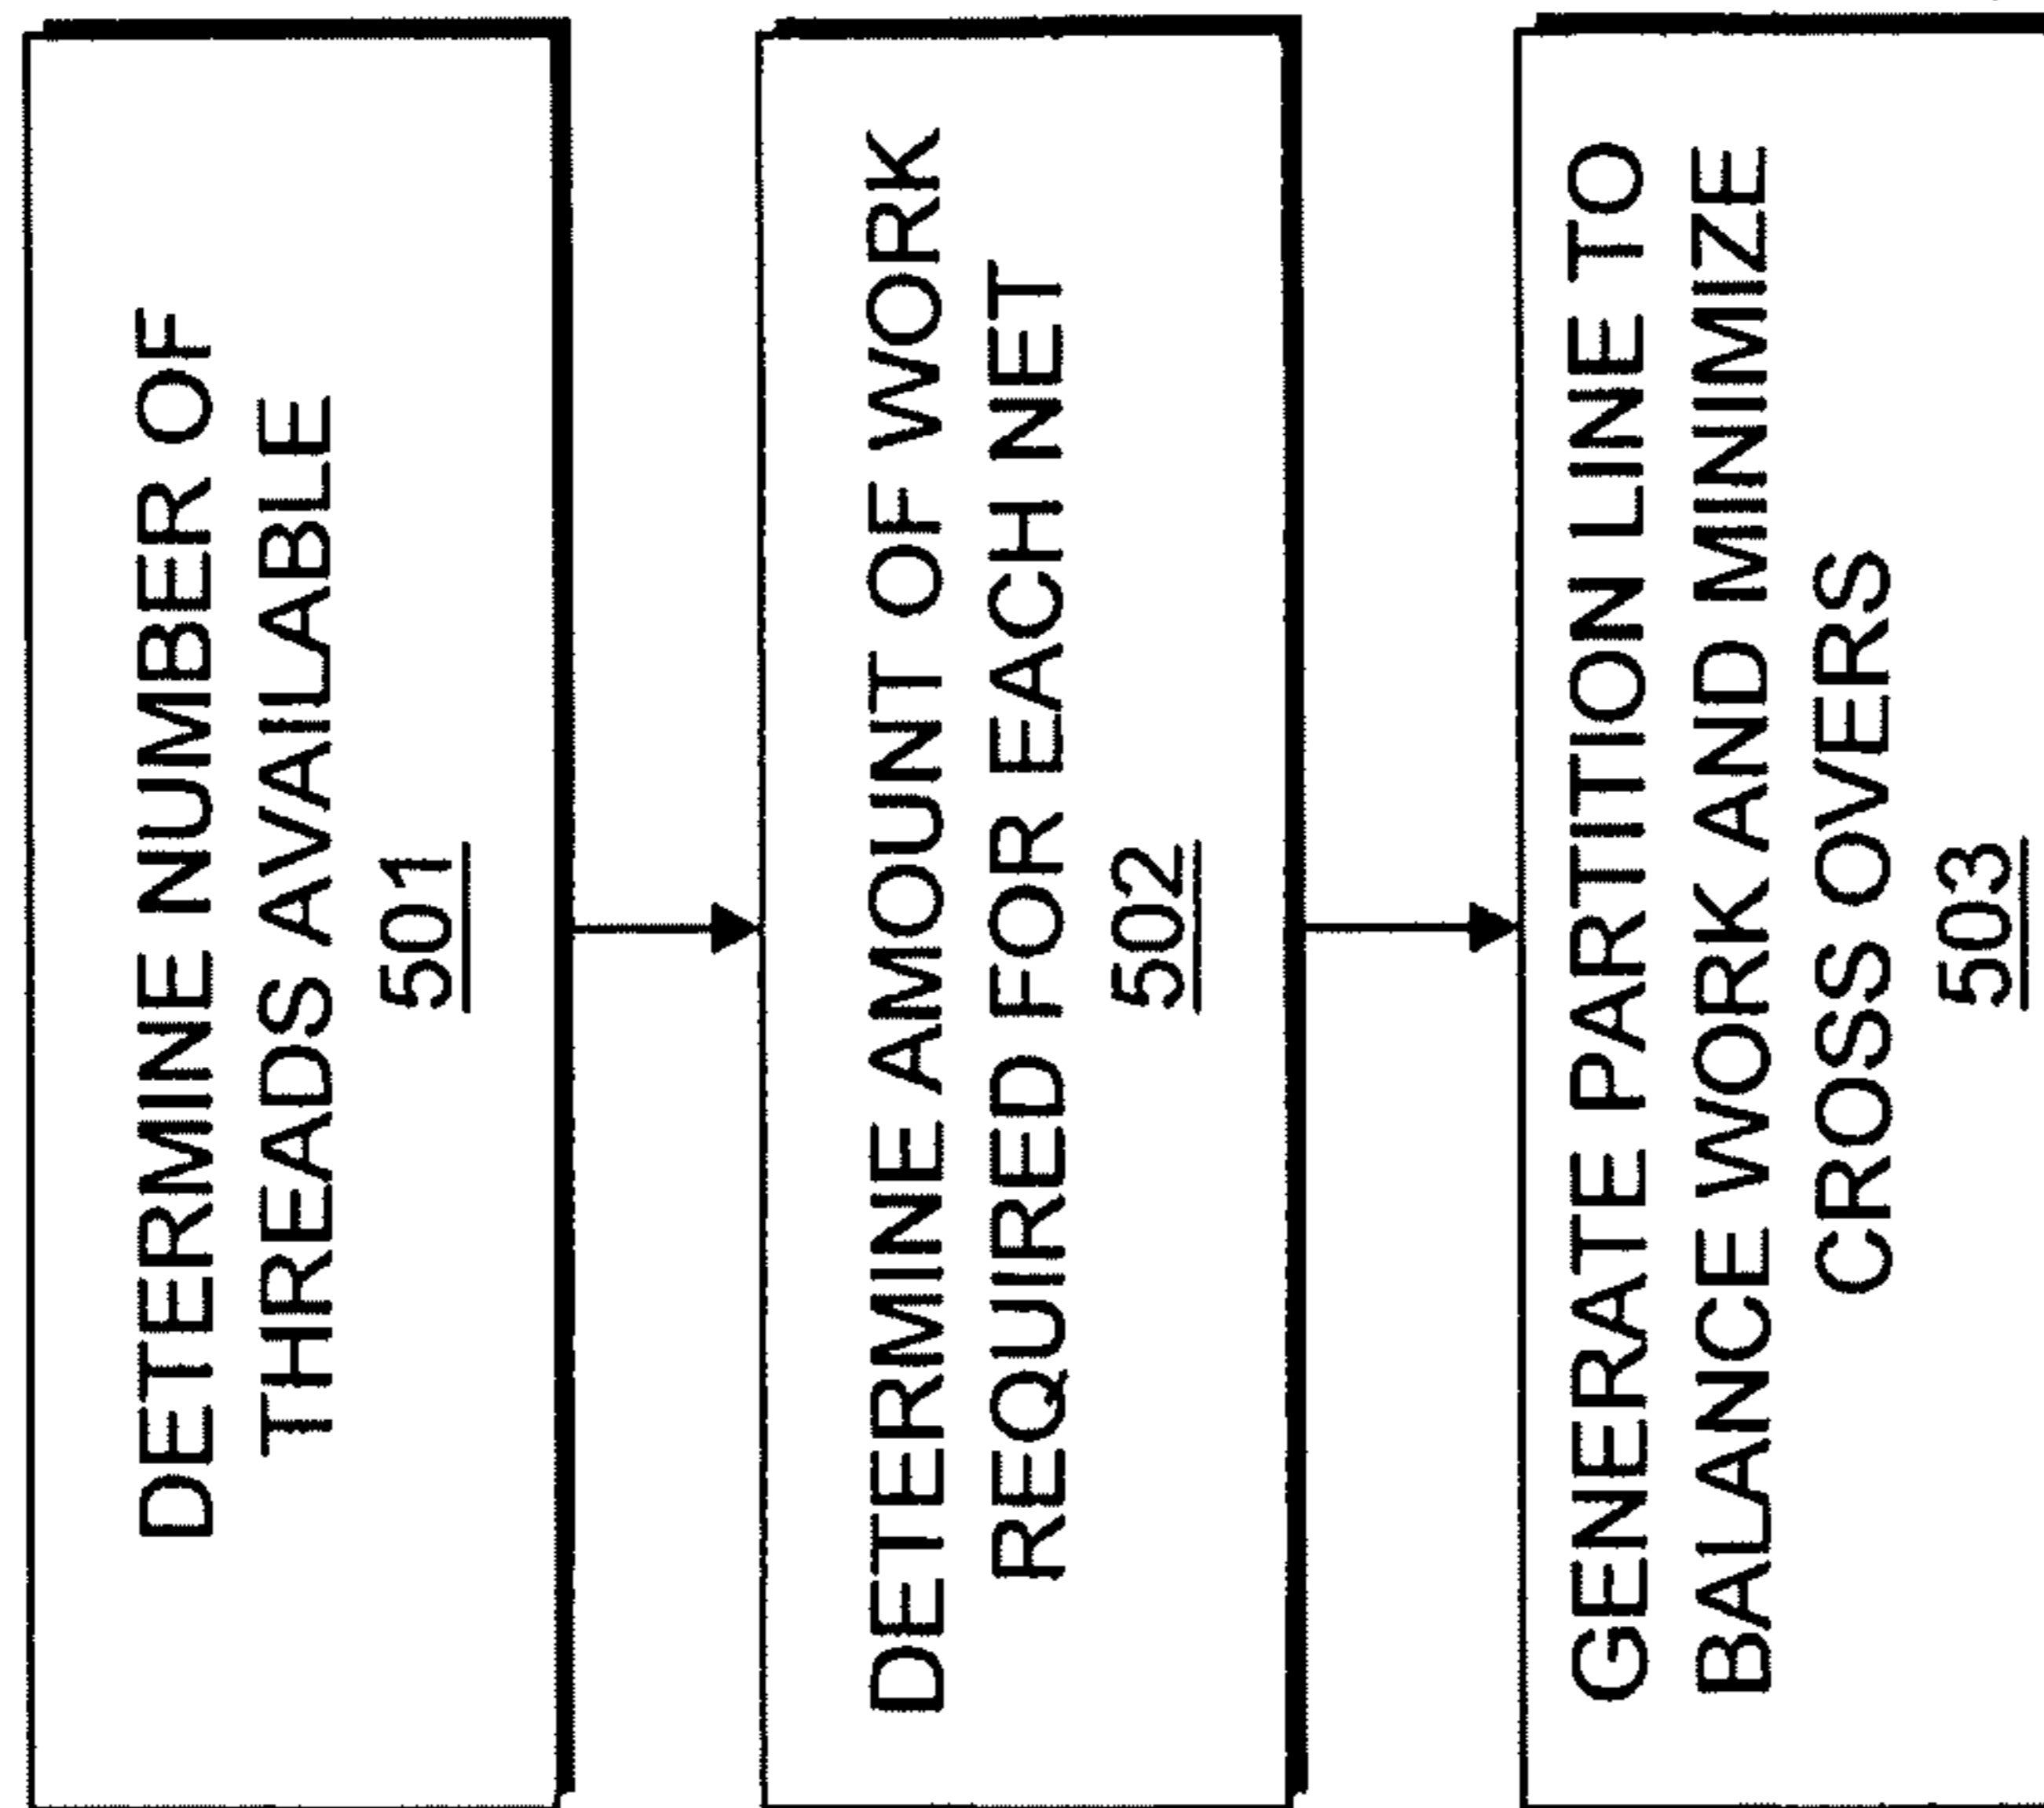 DETERMINE NUMBER OF
THREADS AVAILABLE
501
DETERMINE AMOUNT OF WORK
REQUIRED FOR EACH NET
502
GENERATE PARTITION LINE TO
BALANCE WORK AND MINIMIZE
CROSS OVERS
503